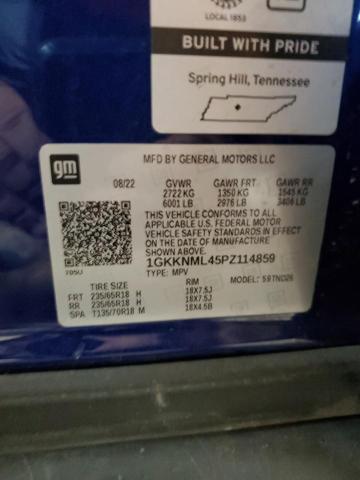 LOCAL 1853
BUILT WITH PRIDE
Spring Hill, Tennessee
gm
MFD BY GENERAL MOTORS LLC
08/22 GVWR GAWR FRT GAWR RR
2722 KG 1350 KG 1545 KG
6001 LB 2976 LB 3406 LB
THIS VEHICLE CONFORMS TO ALL
APPLICABLE U.S. FEDERAL MOTOR
VEHICLE SAFETY STANDARDS IN EFFECT
ON THE DATE OF MANUFACTURE
SHOWN ABOVE.
1GKKNML45PZ114859
TYPE: MPV
TIRE SIZE RIM MODEL:
FRT 235/65R18 H 18X7.5J
RR 235/65R18 H 18X7.5J
SPA T135/70R18 M 18X4.5B